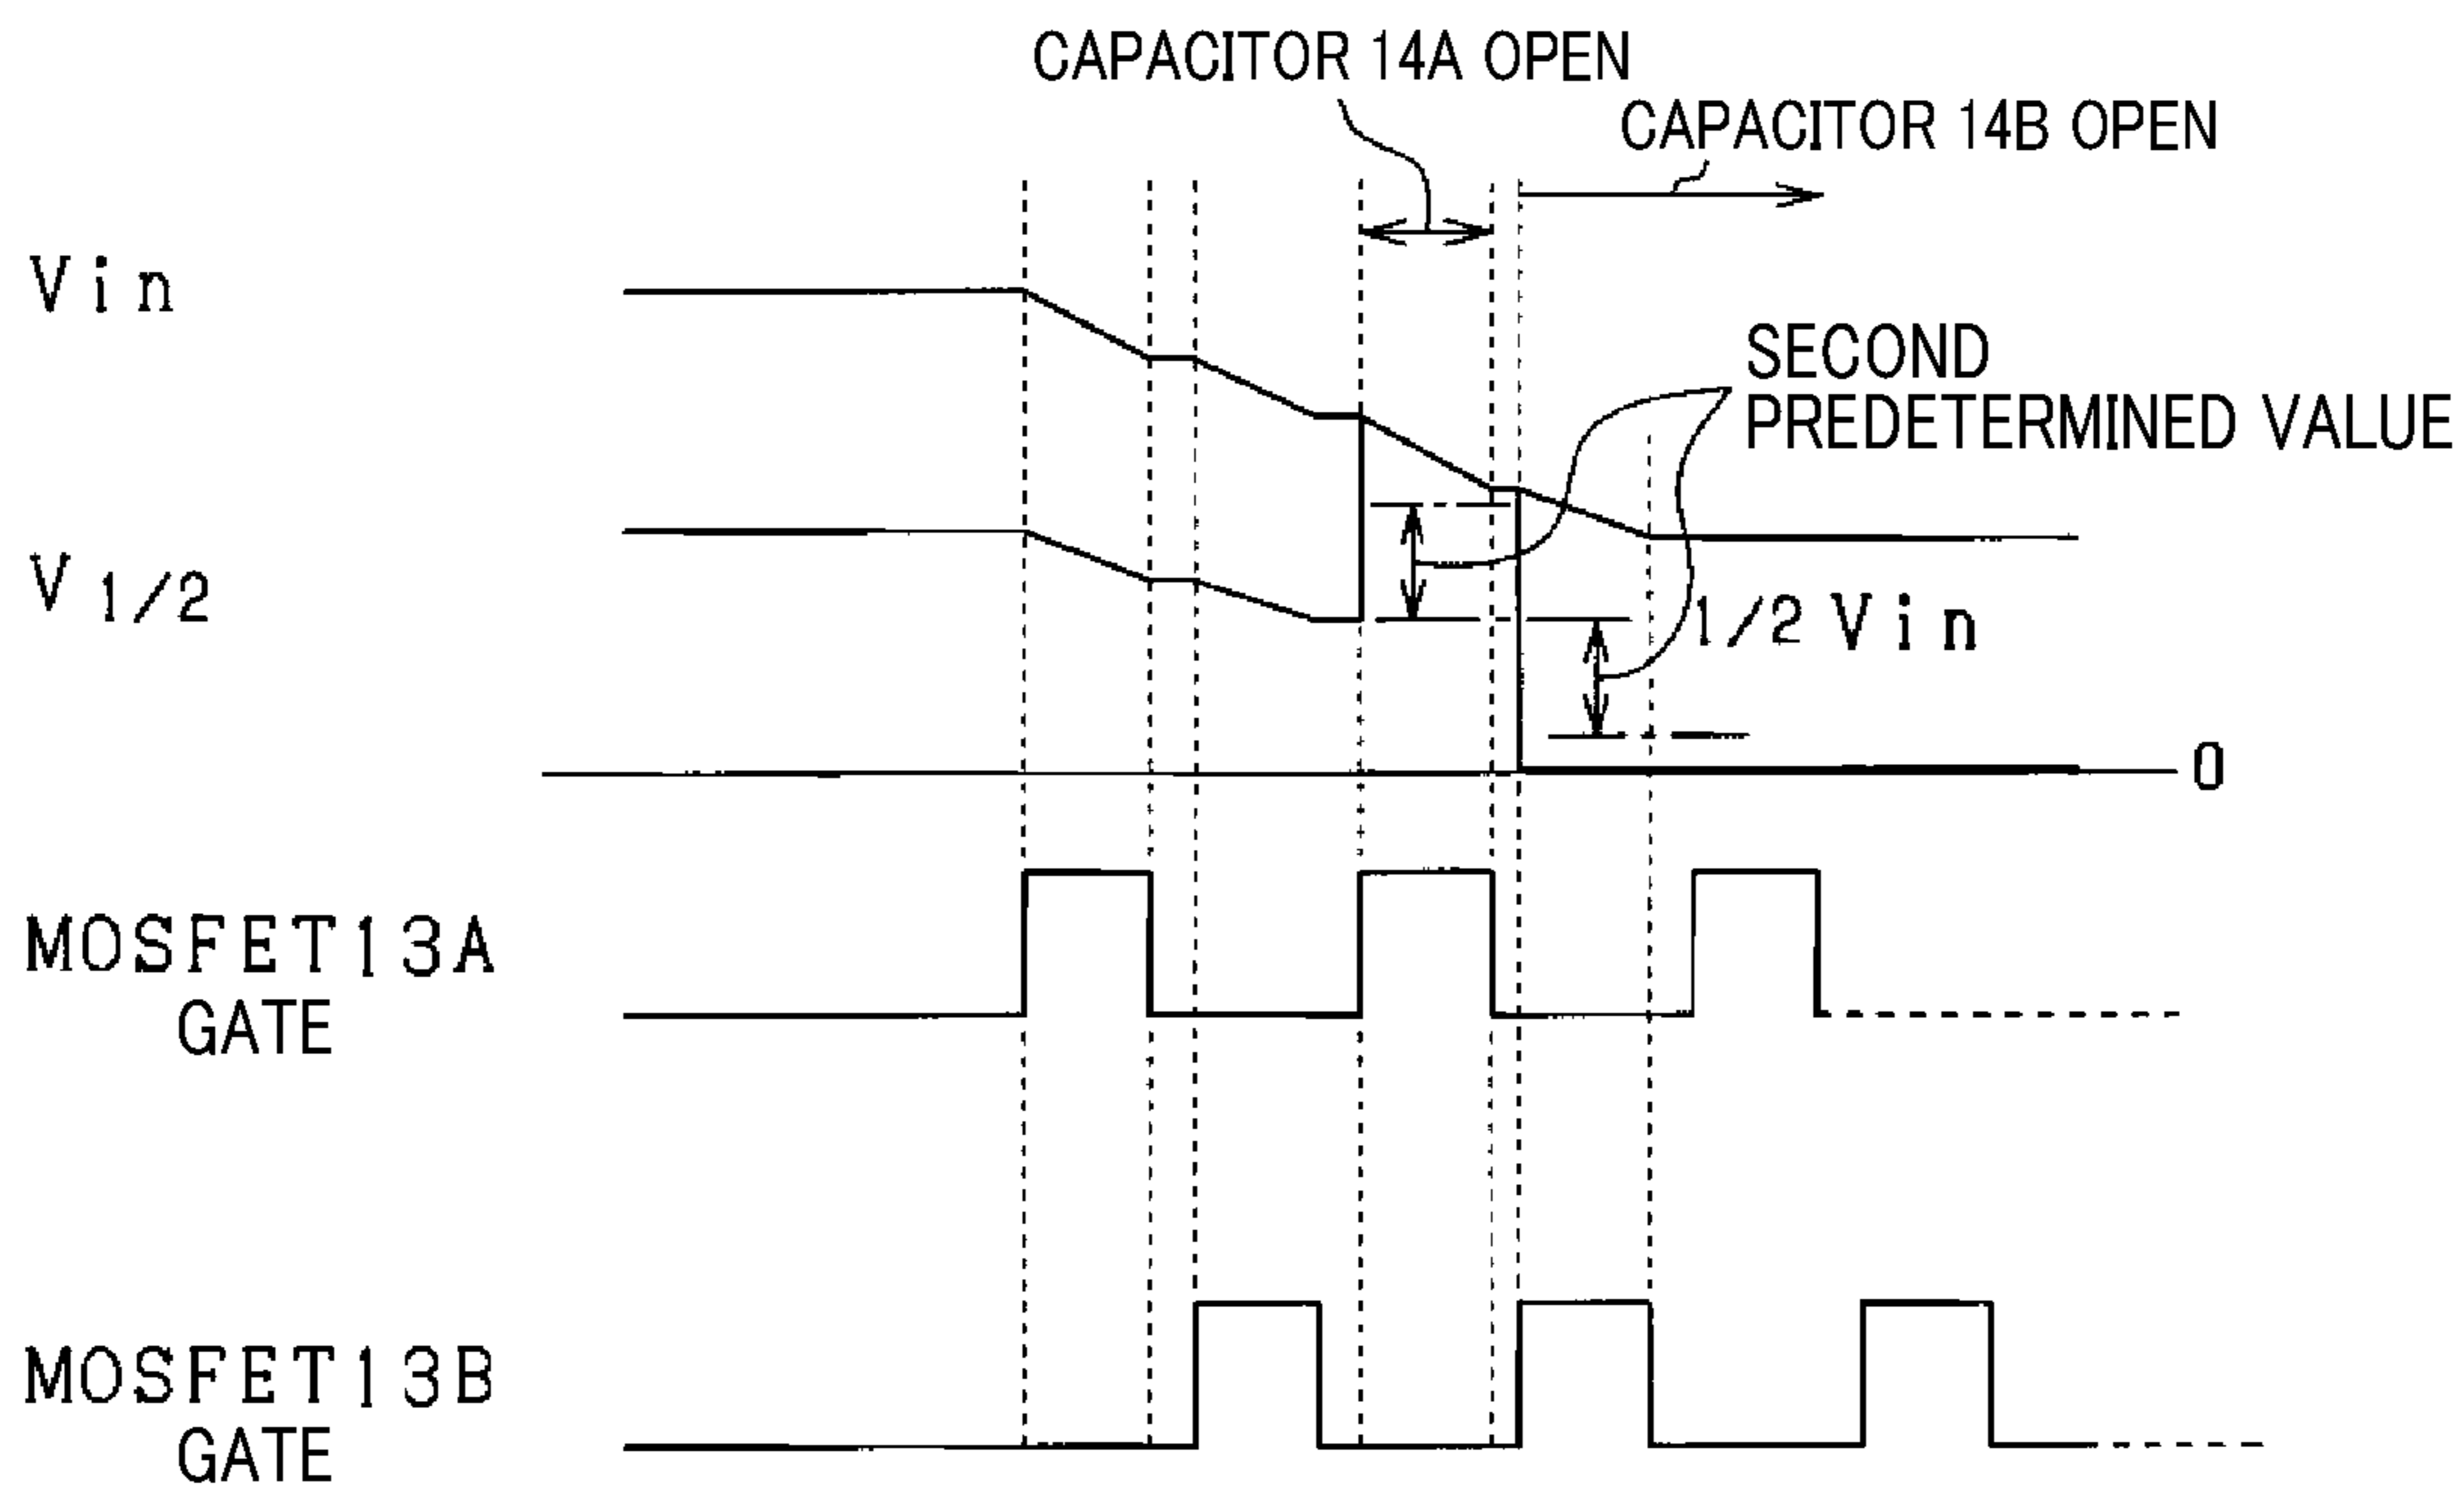 CAPACITOR 14A OPEN
CAPACITOR 14B OPEN
Vin
SECOND
PREDETERMINED VALUE
V 1/2
1/2 Vin
0
MOSFET13A
GATE
MOSFET13B
GATE